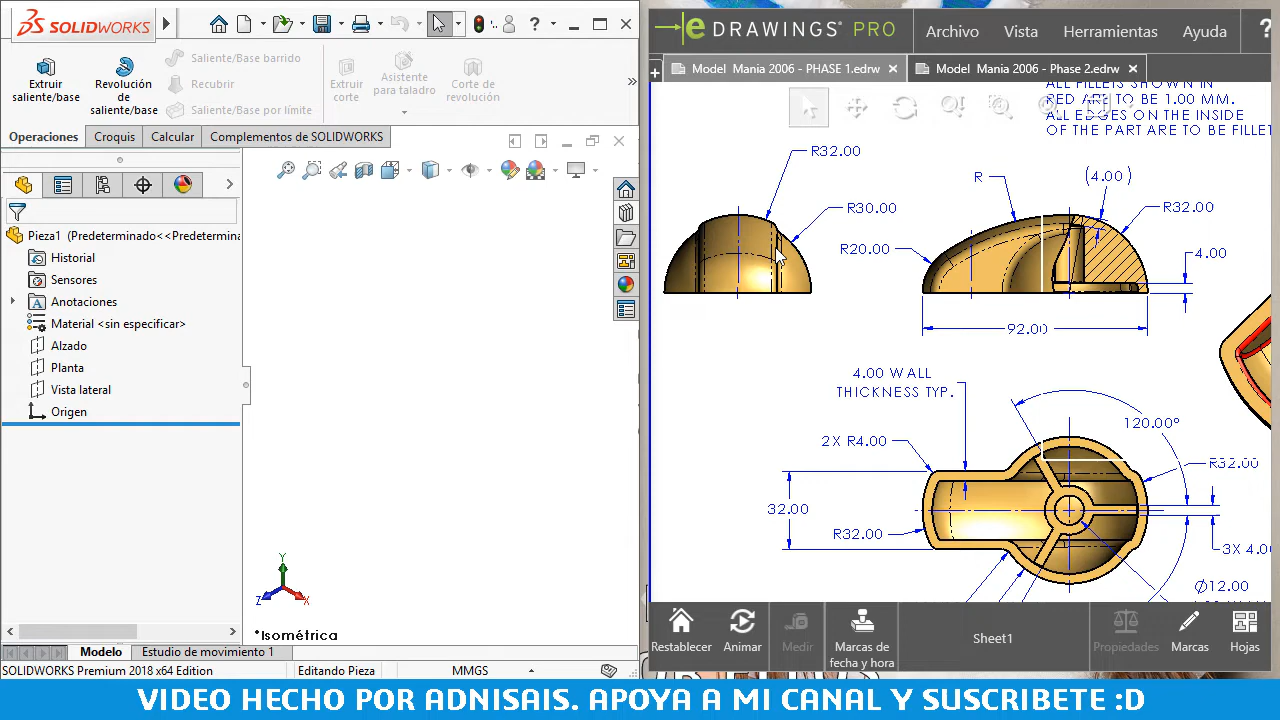 SOLIDWORKS
eDRAWINGS® PRO
Archivo
Vista
Herramientas
Ayuda
?
Extruir saliente/base
Revolución de saliente/base
Saliente/Base barrido
Recubrir
Saliente/Base por límite
Extruir corte
Asistente para taladro
Corte de revolución
Model Mania 2006 - PHASE 1.edrw
Model Mania 2006 - Phase 2.edrw
Operaciones
Croquis
Calcular
Complementos de SOLIDWORKS
ALL FILLETS SHOWN IN
RED ARE TO BE 1.00 MM.
ALL EDGES ON THE INSIDE
OF THE PART ARE TO BE FILLET
R32.00
R30.00
R
(4.00)
R32.00
R20.00
4.00
92.00
Pieza1 (Predeterminado<<Predetermina
Historial
Sensores
Anotaciones
Material <sin especificar>
Alzado
Planta
Vista lateral
Origen
4.00 WALL
THICKNESS TYP.
120.00°
2X R4.00
R32.00
32.00
R32.00
3X 4.00
Ø12.00
Y
Z
X
*Isométrica
Modelo
Estudio de movimiento 1
SOLIDWORKS Premium 2018 x64 Edition
Editando Pieza
MMGS
Restablecer
Animar
Medir
Marcas de fecha y hora
Sheet1
Propiedades
Marcas
Hojas
VIDEO HECHO POR ADNISAIS. APOYA A MI CANAL Y SUSCRIBETE :D